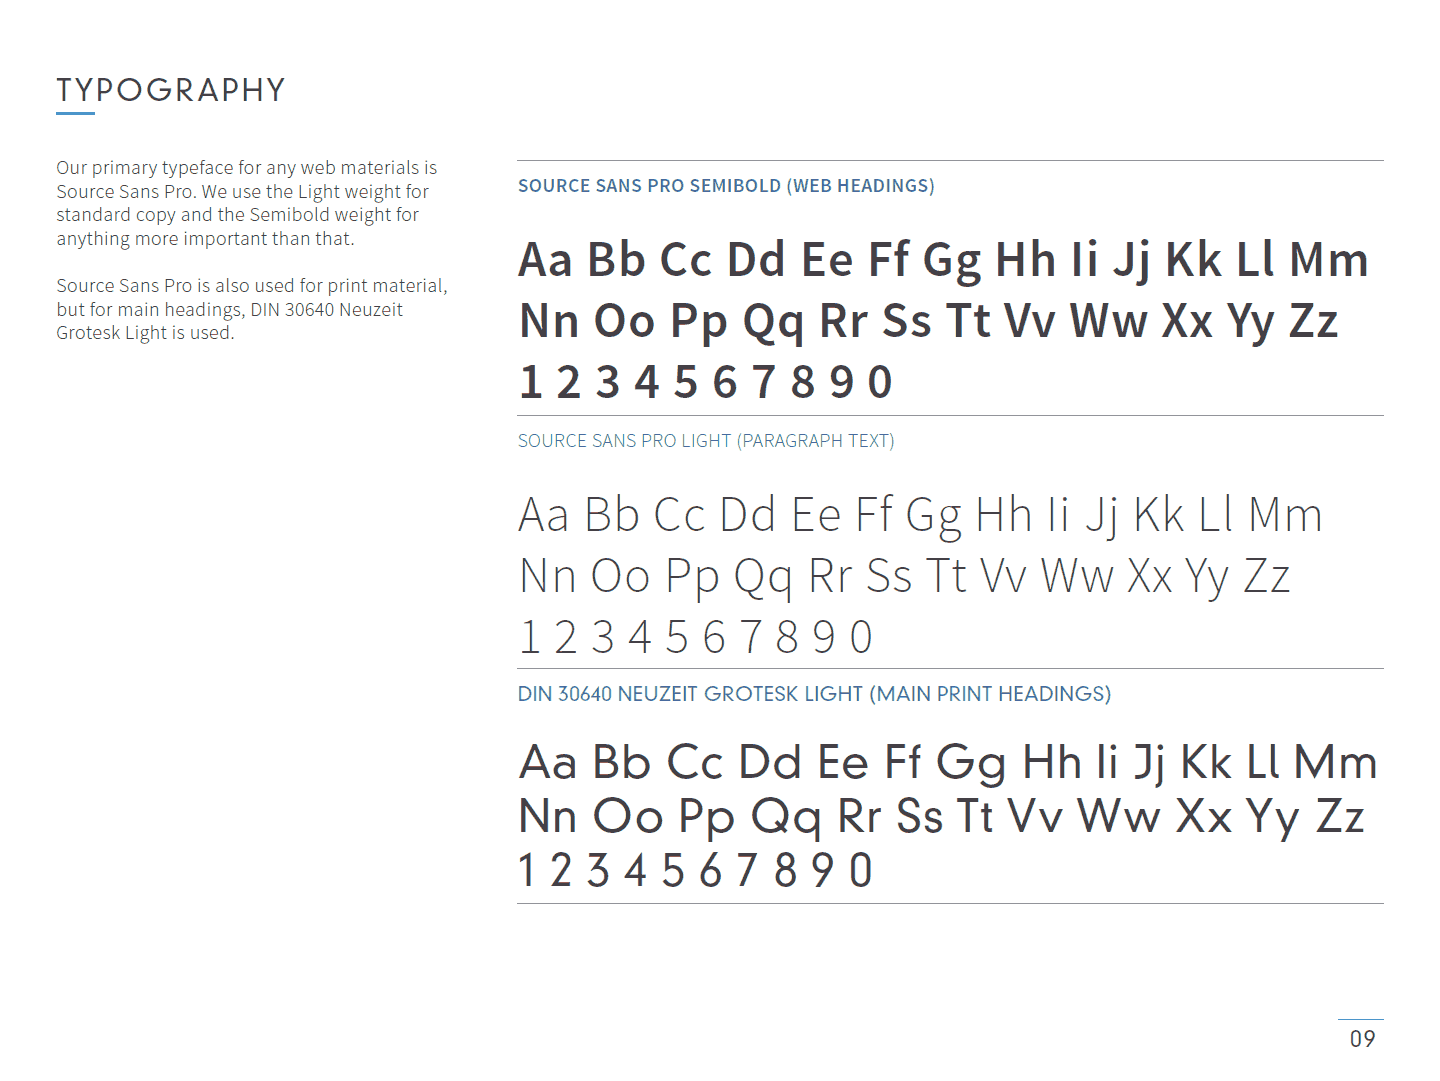 TYPOGRAPHY
Our primary typeface for any web materials is
Source Sans Pro. We use the Light weight for
standard copy and the Semibold weight for
anything more important than that.
Source Sans Pro is also used for print material,
but for main headings, DIN 30640 Neuzeit
Grotesk Light is used.
SOURCE SANS PRO SEMIBOLD (WEB HEADINGS)
Aa Bb Cc Dd Ee Ff Gg Hh Ii Jj Kk Ll Mm
Nn Oo Pp Qq Rr Ss Tt Vv Ww Xx Yy Zz
1 2 3 4 5 6 7 8 9 0
SOURCE SANS PRO LIGHT (PARAGRAPH TEXT)
Aa Bb Cc Dd Ee Ff Gg Hh Ii Jj Kk Ll Mm
Nn Oo Pp Qq Rr Ss Tt Vv Ww Xx Yy Zz
1 2 3 4 5 6 7 8 9 0
DIN 30640 NEUZEIT GROTESK LIGHT (MAIN PRINT HEADINGS)
Aa Bb Cc Dd Ee Ff Gg Hh Ii Jj Kk Ll Mm
Nn Oo Pp Qq Rr Ss Tt Vv Ww Xx Yy Zz
1 2 3 4 5 6 7 8 9 0
09